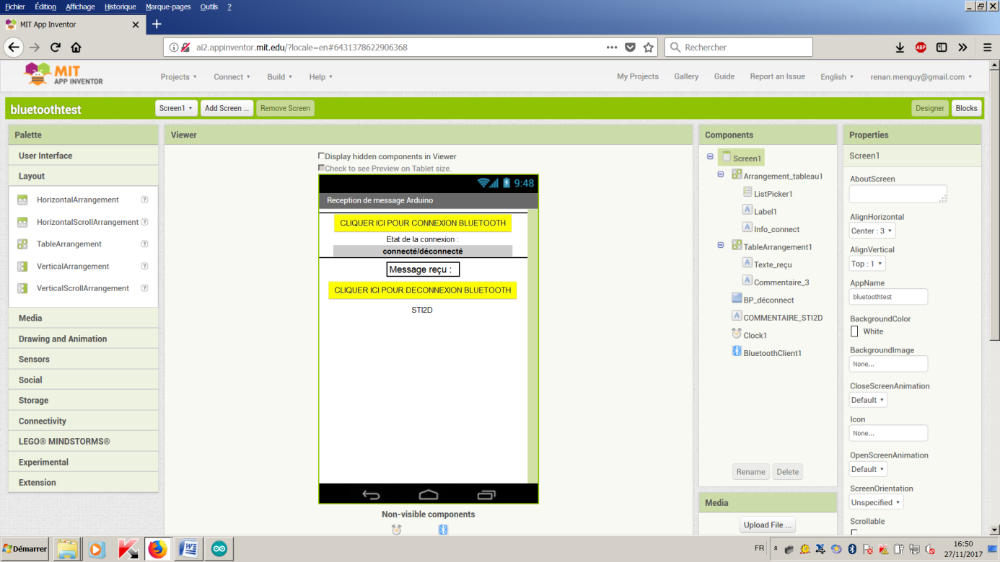 Fichier Édition Affichage Historique Marque-pages Outils ?
MIT App Inventor
ai2.appinventor.mit.edu/?locale=en#6431378622906368
Rechercher
ABP
MIT
APP INVENTOR
Projects Connect Build Help My Projects Gallery Guide Report an Issue English renan.menguy@gmail.com
bluetoothtest Screen1 Add Screen ... Remove Screen Designer Blocks
Palette
User Interface
Layout
HorizontalArrangement
HorizontalScrollArrangement
TableArrangement
VerticalArrangement
VerticalScrollArrangement
Media
Drawing and Animation
Sensors
Social
Storage
Connectivity
LEGO® MINDSTORMS®
Experimental
Extension
Viewer
Display hidden components in Viewer
Check to see Preview on Tablet size.
9:48
Reception de message Arduino
CLIQUER ICI POUR CONNEXION BLUETOOTH
Etat de la connexion :
connecté/déconnecté
Message reçu :
CLIQUER ICI POUR DECONNEXION BLUETOOTH
STI2D
Non-visible components
Components
Screen1
Arrangement_tableau1
ListPicker1
Label1
Info_connect
TableArrangement1
Texte_reçu
Commentaire_3
BP_déconnect
COMMENTAIRE_STI2D
Clock1
BluetoothClient1
Rename Delete
Media
Upload File ...
Properties
Screen1
AboutScreen
AlignHorizontal
Center : 3
AlignVertical
Top : 1
AppName
bluetoothtest
BackgroundColor
White
BackgroundImage
None...
CloseScreenAnimation
Default
Icon
None...
OpenScreenAnimation
Default
ScreenOrientation
Unspecified
Scrollable
Démarrer
FR
16:50
27/11/2017